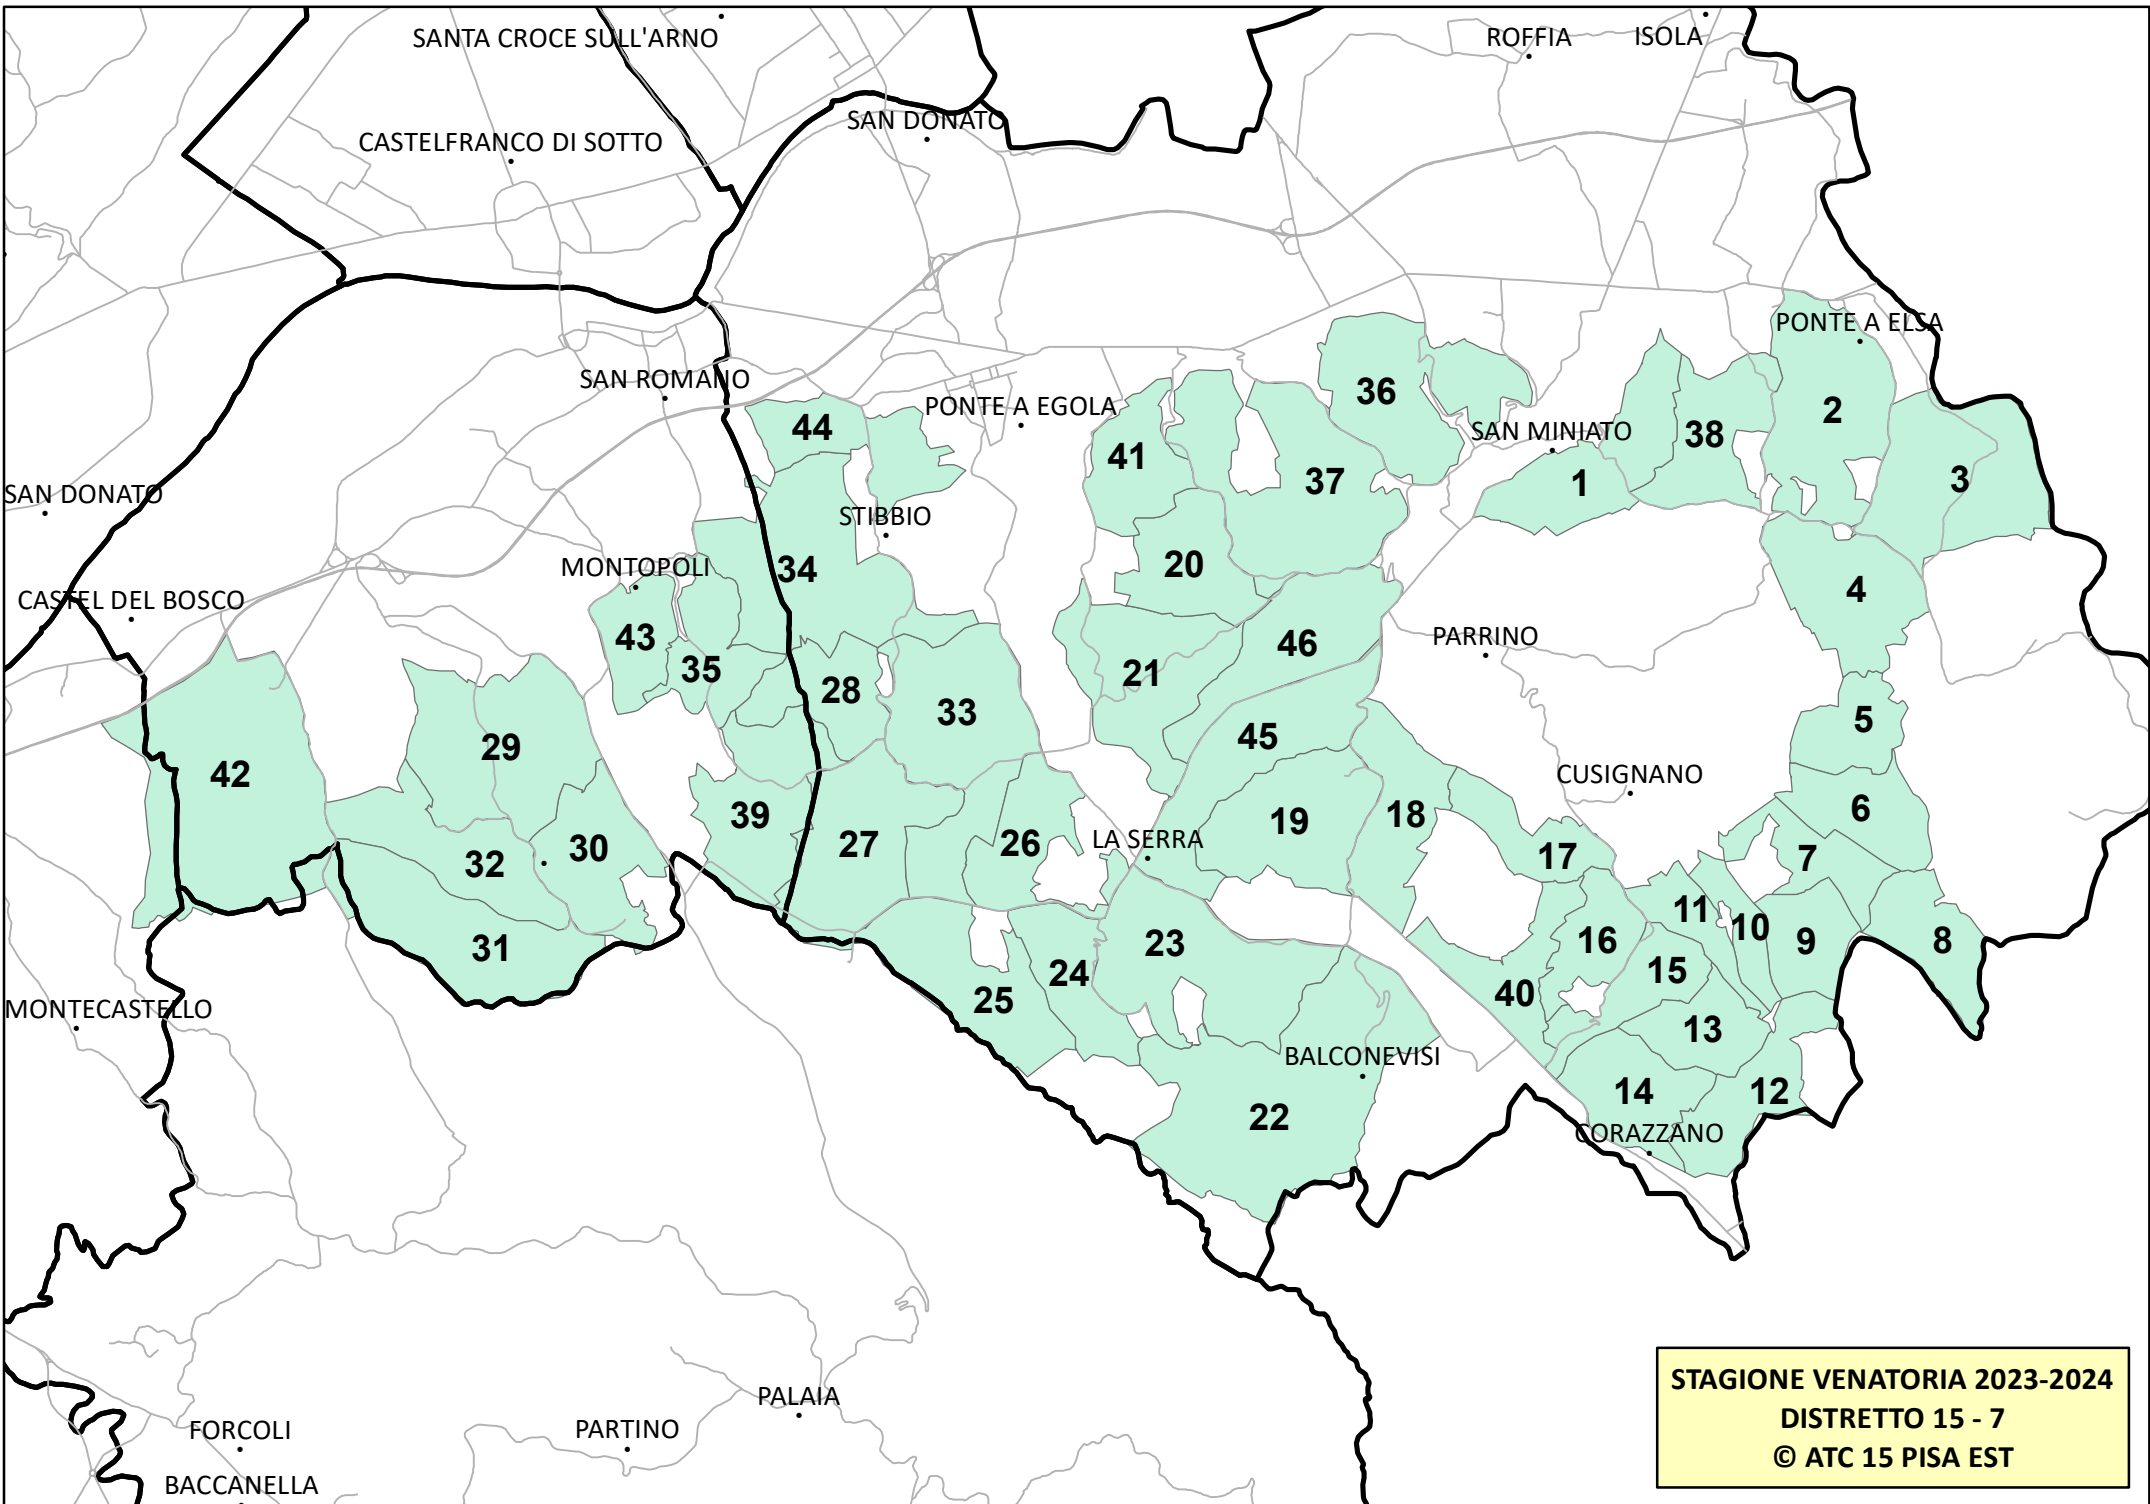 SANTA CROCE SULL'ARNO
ROFFIA
ISOLA
SAN DONATO
CASTELFRANCO DI SOTTO
PONTE A ELSA
SAN ROMANO
36
PONTE A EGOLA
2
44
SAN MINIATO
38
41
37
1
3
SAN DONATO
STIBBIO
20
34
MONTOPOLI
4
CASTEL DEL BOSCO
43
46
PARRINO
35
21
28
33
5
29
45
42
CUSIGNANO
39
19
18
6
27
26
LA SERRA
30
32
17
7
11
10
23
16
9
8
31
24
15
25
40
MONTECASTELLO
13
BALCONEVISI
14
12
22
CORAZZANO
PALAIA
FORCOLI
PARTINO
BACCANELLA
STAGIONE VENATORIA 2023-2024
DISTRETTO 15 - 7
© ATC 15 PISA EST